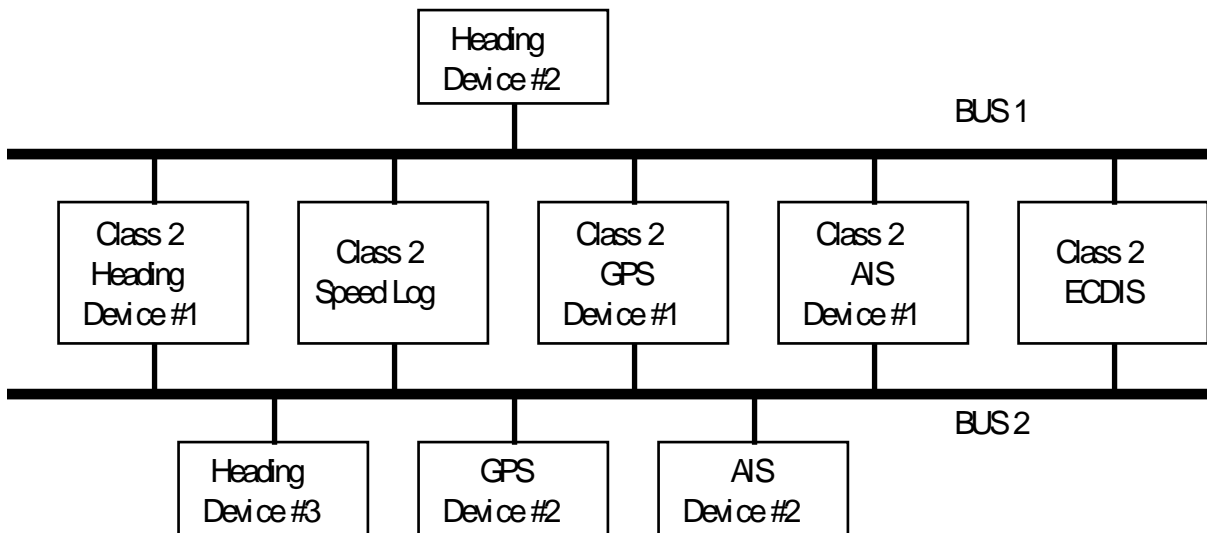 Heading
Device #2
BUS 1
Class 2
Heading
Device #1
Class 2
Speed Log
Class 2
GPS
Device #1
Class 2
AIS
Device #1
Class 2
ECDIS
BUS 2
Heading
Device #3
GPS
Device #2
AIS
Device #2